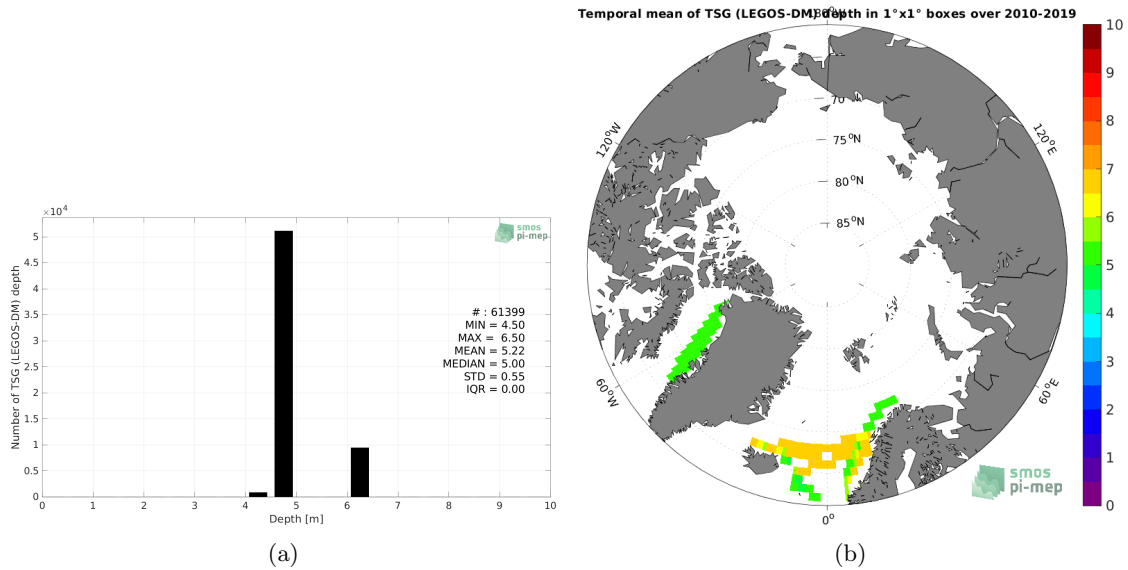 Temporal mean of TSG (LEGOS-DM) depth in 1°x1° boxes over 2010-2019
180°W
120°W
120°E
70
75°N
80°N
85°N
60°W
60°E
0°
10
9
8
7
6
5
4
3
2
1
0
smos
pi-mep
×10⁴
5
4.5
4
3.5
3
2.5
2
1.5
1
0.5
0
Number of TSG (LEGOS-DM) depth
smos
pi-mep
# : 61399
MIN = 4.50
MAX = 6.50
MEAN = 5.22
MEDIAN = 5.00
STD = 0.55
IQR = 0.00
0 1 2 3 4 5 6 7 8 9 10
Depth [m]
(a)
(b)